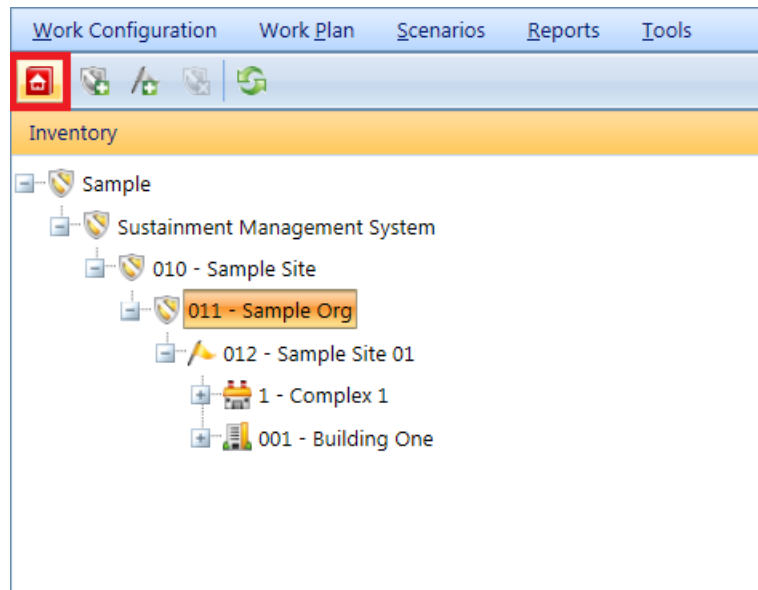 Work Configuration Work Plan Scenarios Reports Tools
Inventory
Sample
Sustainment Management System
010 - Sample Site
011 - Sample Org
012 - Sample Site 01
1 - Complex 1
001 - Building One